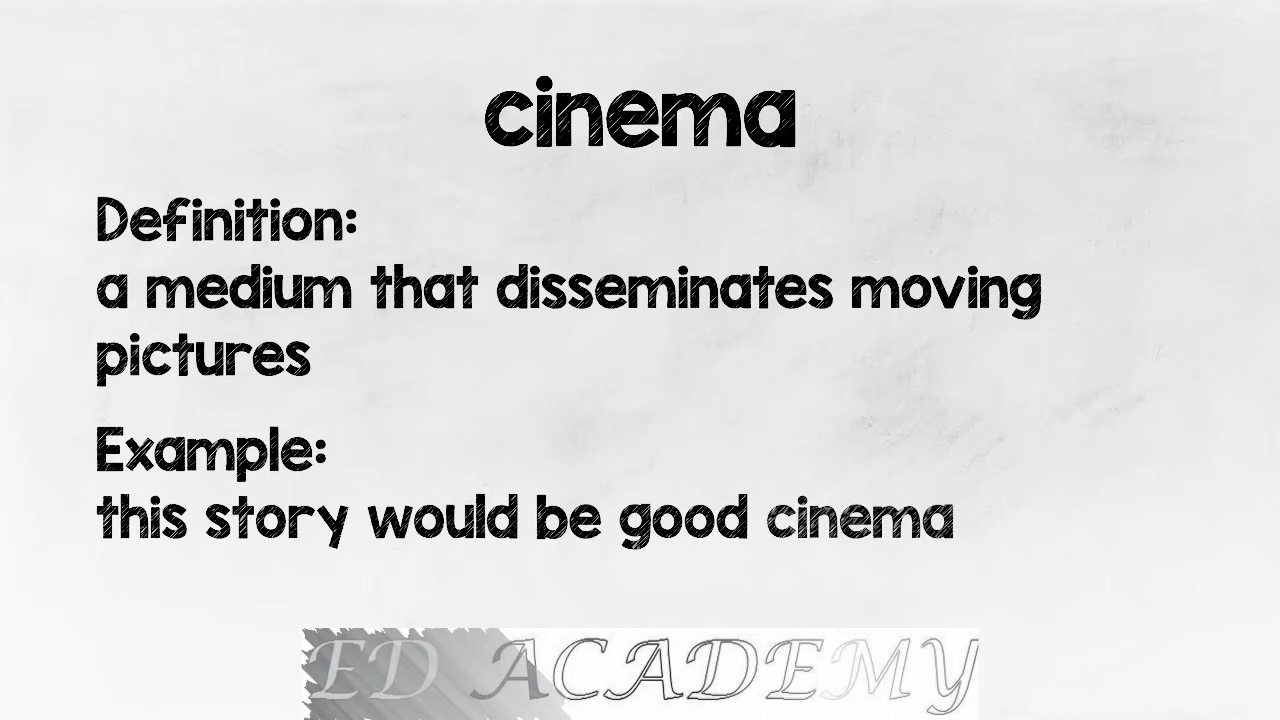 cinema
Definition:
a medium that disseminates moving
pictures
Example:
this story would be good cinema
ED ACADEMY